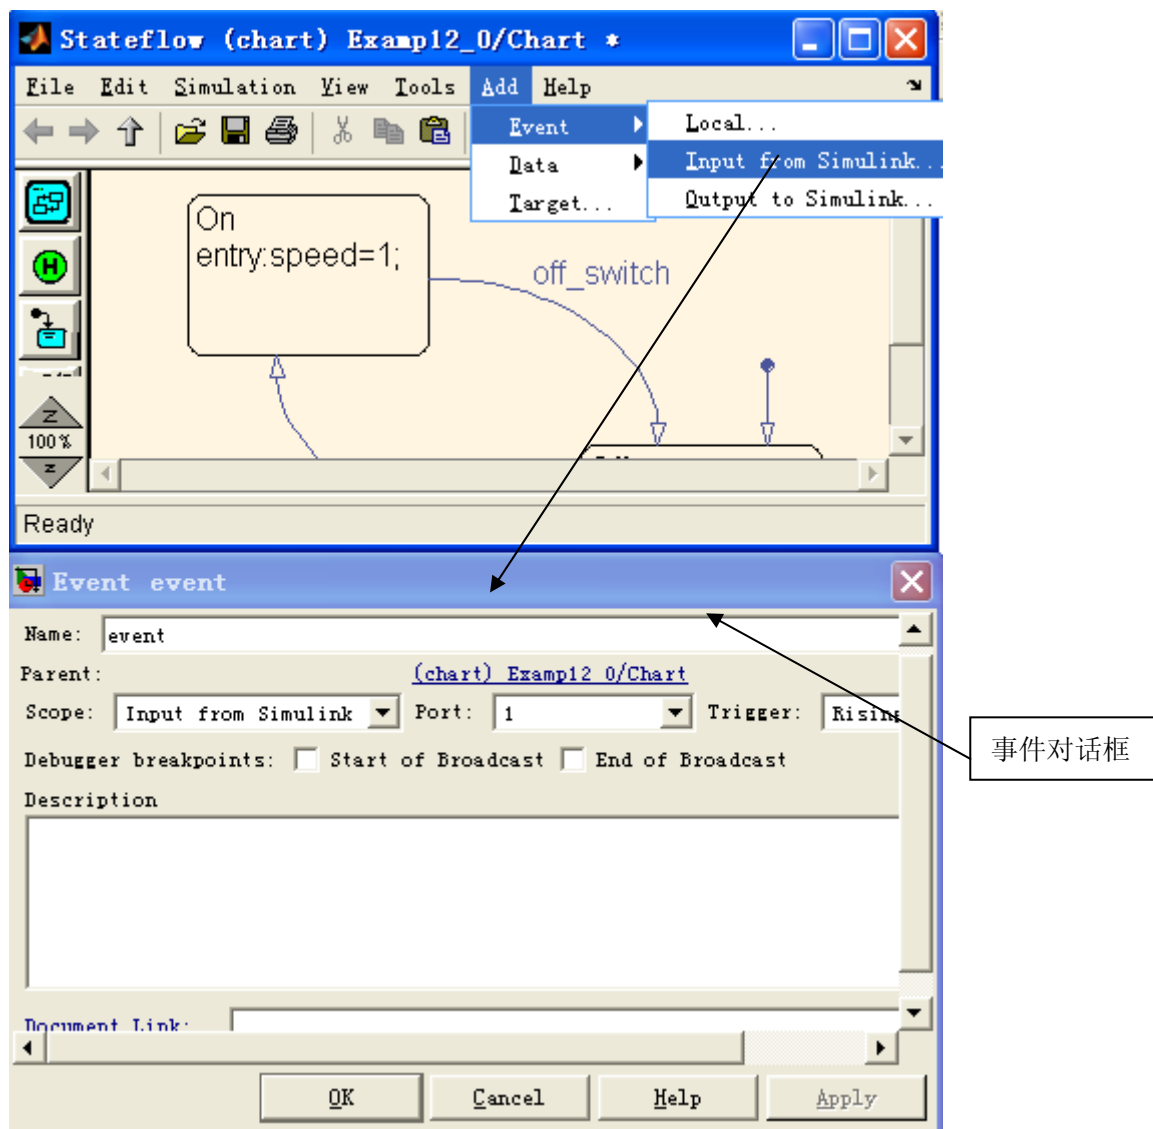 Stateflow (chart) Examp12_0/Chart *
File Edit Simulation View Tools Add Help
Event
Data
Target...
Local...
Input from Simulink...
Output to Simulink...
On
entry:speed=1;
off_switch
H
Z
100%
Z
Ready
Event event
Name: event
Parent: (chart) Examp12_0/Chart
Scope: Input from Simulink Port: 1 Trigger: Rising
Debugger breakpoints: Start of Broadcast End of Broadcast
Description
Document Link:
OK Cancel Help Apply
事件对话框